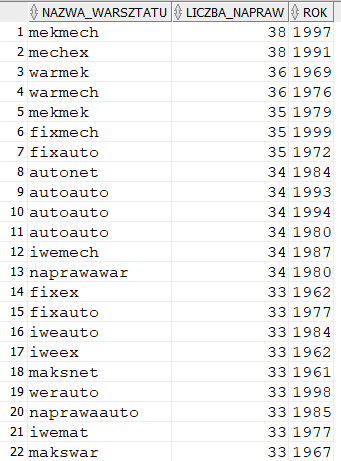 NAZWA_WARSZTATU LICZBA_NAPRAW ROK
1 mekmech 38 1997
2 mechex 38 1991
3 warmek 36 1969
4 warmech 36 1976
5 mekmek 35 1979
6 fixmech 35 1999
7 fixauto 35 1972
8 autonet 34 1984
9 autoauto 34 1993
10 autoauto 34 1994
11 autoauto 34 1980
12 iwemech 34 1987
13 naprawawar 34 1980
14 fixex 33 1962
15 fixauto 33 1977
16 iweauto 33 1984
17 iweex 33 1962
18 maksnet 33 1961
19 werauto 33 1998
20 naprawaauto 33 1985
21 iwemat 33 1977
22 makswar 33 1967